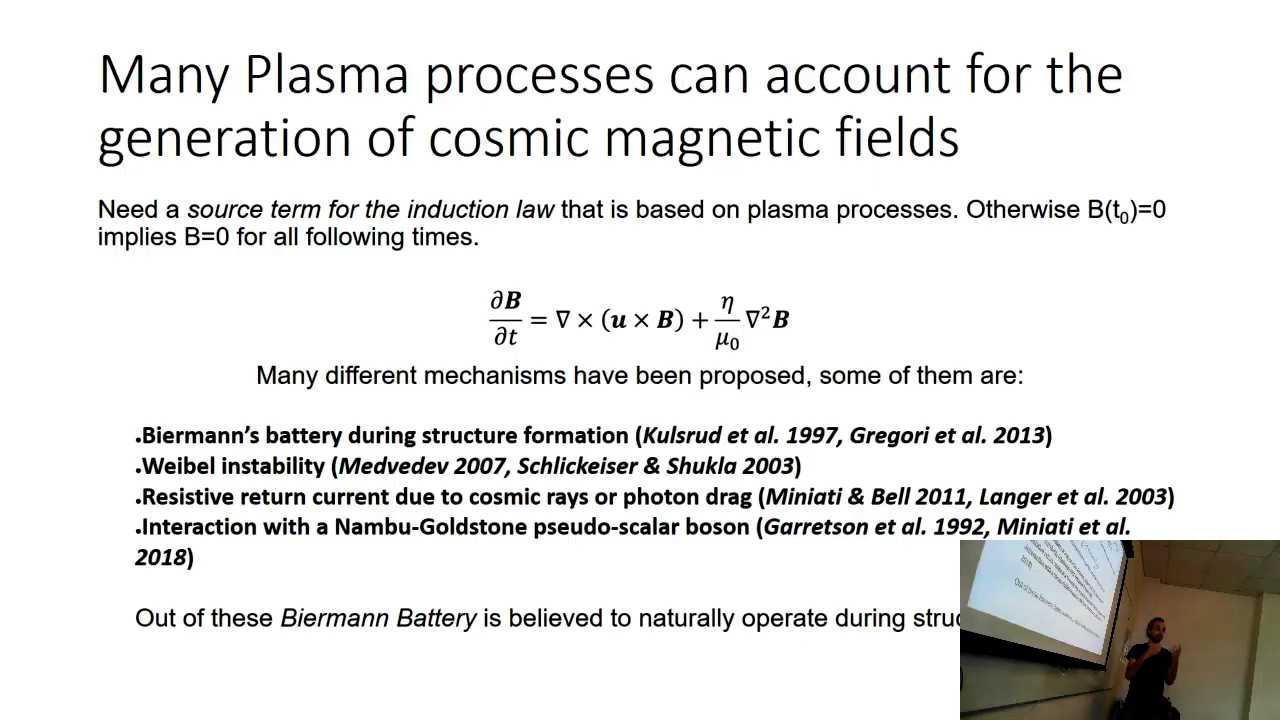 Many Plasma processes can account for the
generation of cosmic magnetic fields
Need a source term for the induction law that is based on plasma processes. Otherwise B(t₀)=0
implies B=0 for all following times.
∂B/∂t = ∇ × (u × B) + η/μ₀ ∇²B
Many different mechanisms have been proposed, some of them are:
.Biermann’s battery during structure formation (Kulsrud et al. 1997, Gregori et al. 2013)
.Weibel instability (Medvedev 2007, Schlickeiser & Shukla 2003)
.Resistive return current due to cosmic rays or photon drag (Miniati & Bell 2011, Langer et al. 2003)
.Interaction with a Nambu-Goldstone pseudo-scalar boson (Garretson et al. 1992, Miniati et al.
2018)
Out of these Biermann Battery is believed to naturally operate during